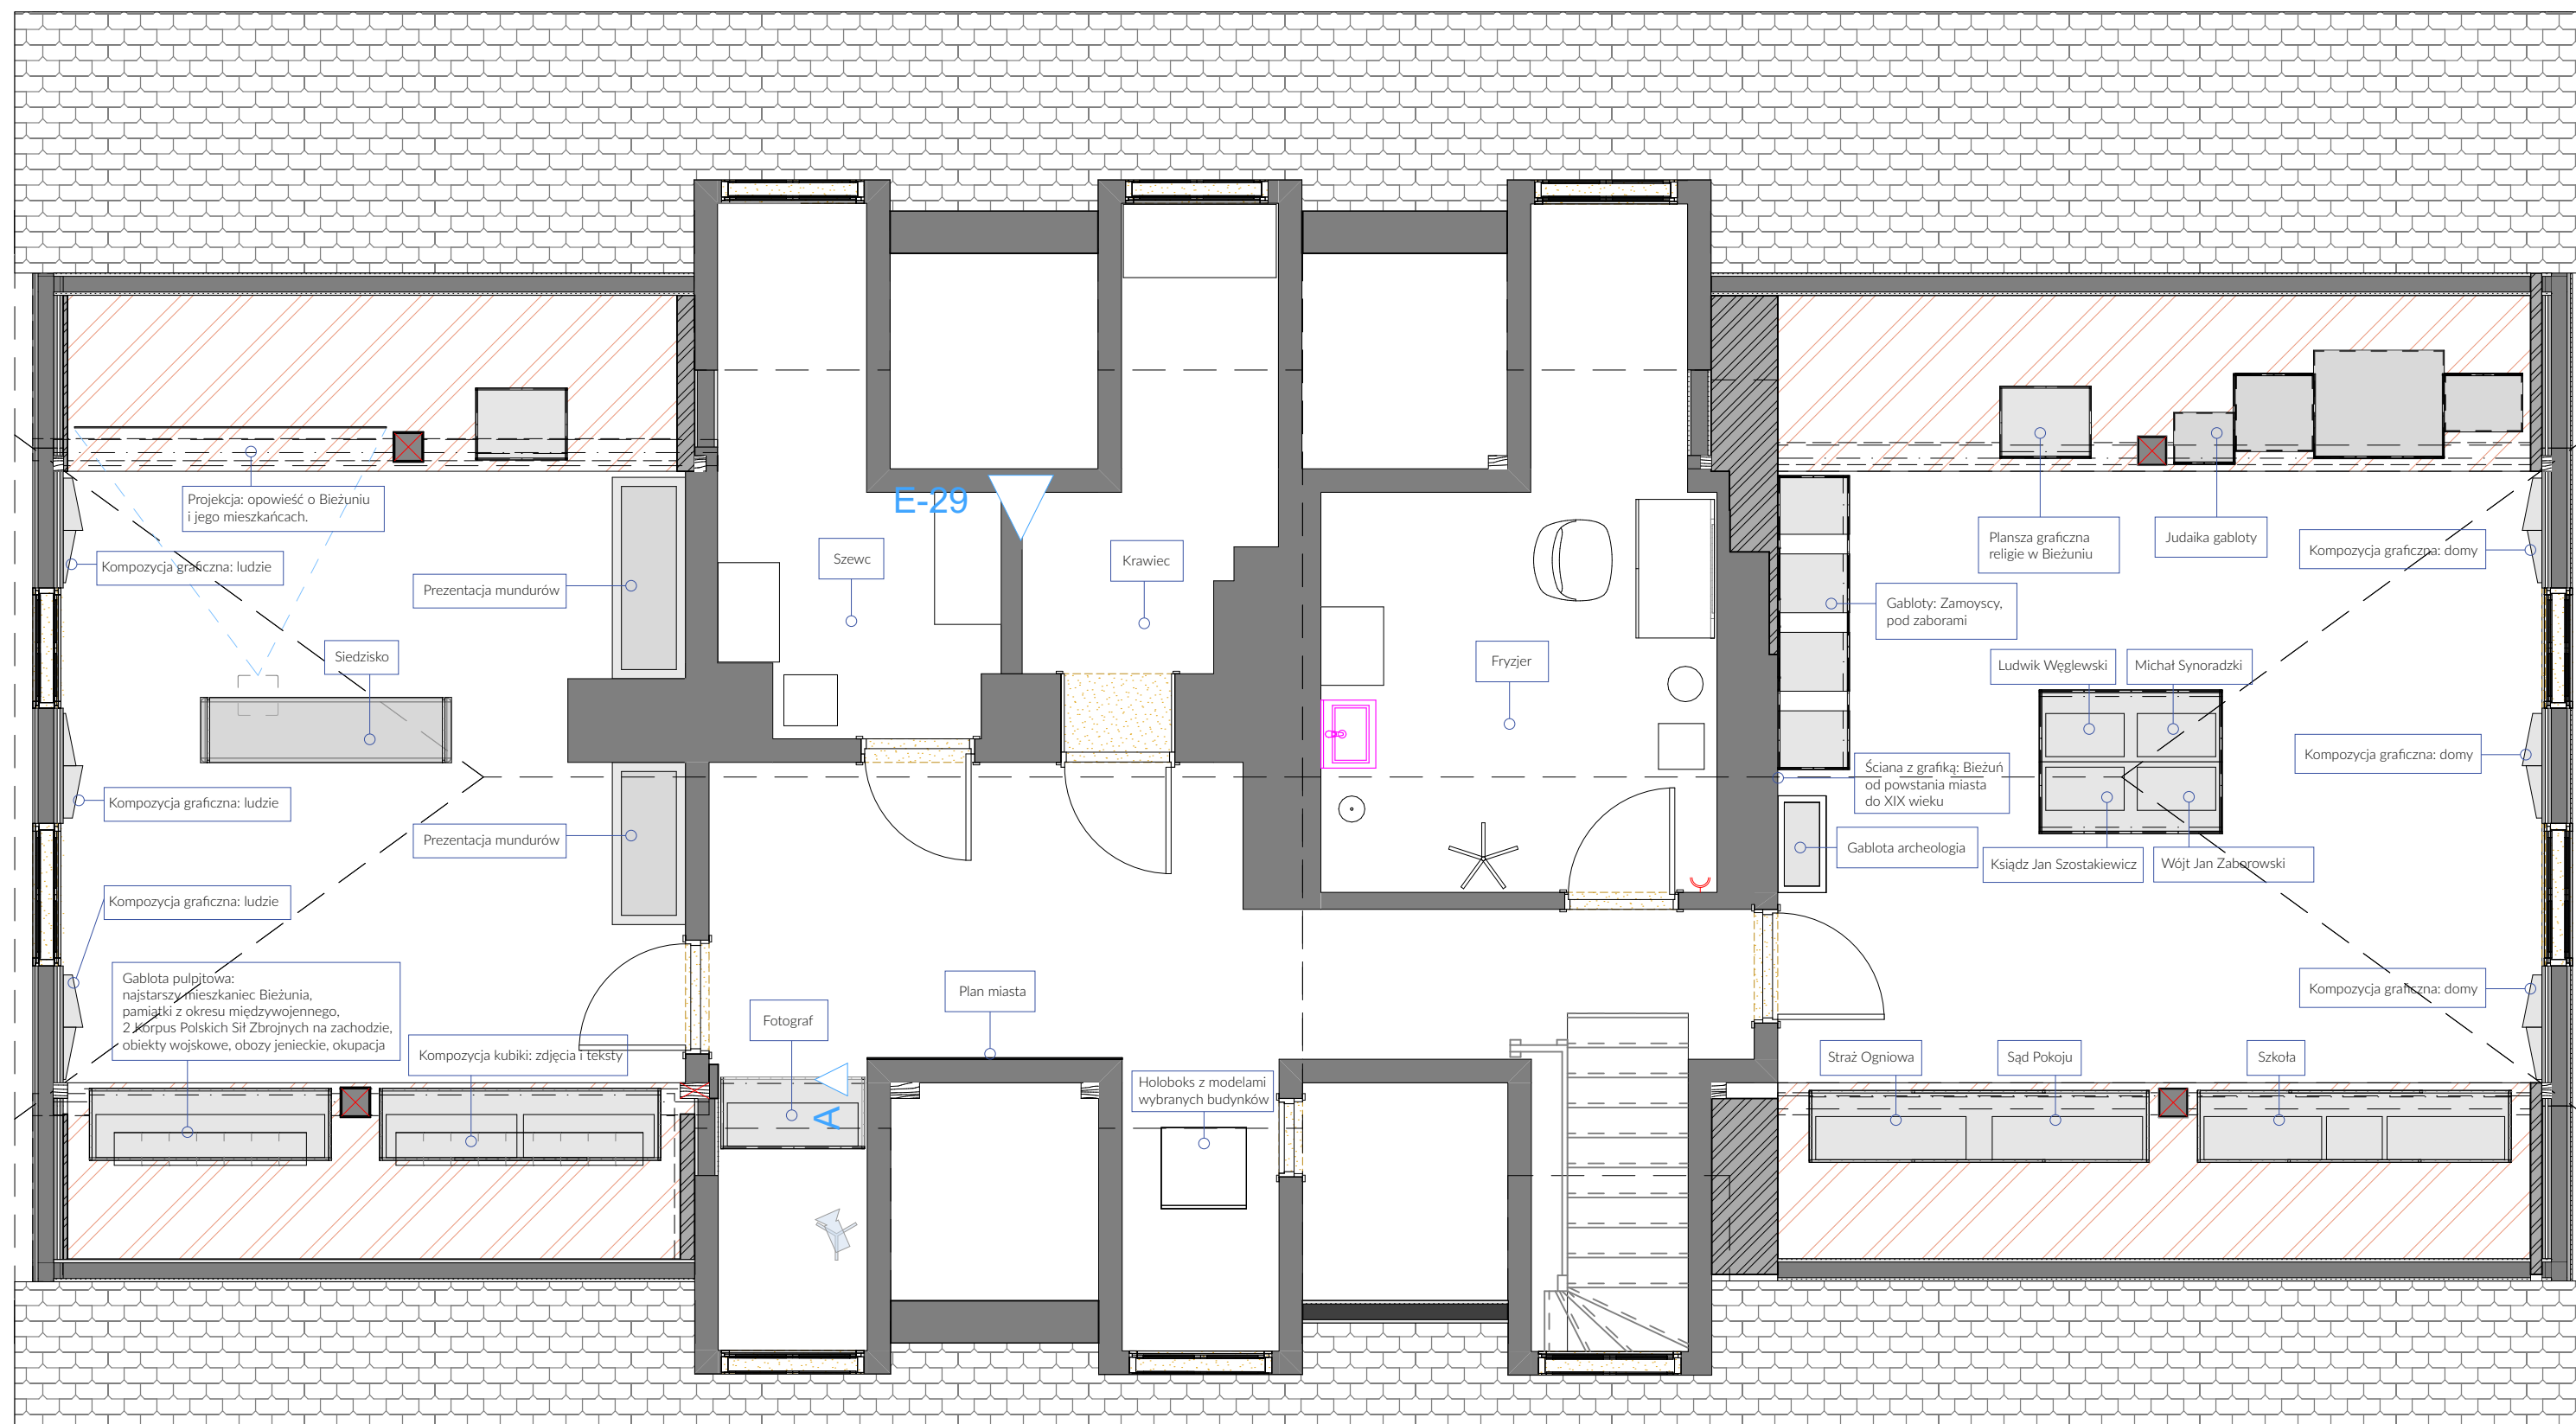 E-29
Projekcja: opowieść o Bieżuniu
i jego mieszkańcach.
Kompozycja graficzna: ludzie
Prezentacja mundurów
Siedzisko
Kompozycja graficzna: ludzie
Prezentacja mundurów
Kompozycja graficzna: ludzie
Gablota pulpitowa:
najstarszy mieszkaniec Bieżunia,
pamiątki z okresu międzywojennego,
2 Korpus Polskich Sił Zbrojnych na zachodzie,
obiekty wojskowe, obozy jenieckie, okupacja
Kompozycja kubiki: zdjęcia i teksty
Szewc
Krawiec
Fryzjer
Fotograf
A
Plan miasta
Holoboks z modelami
wybranych budynków
Plansza graficzna
religie w Bieżuniu
Judaika gabloty
Kompozycja graficzna: domy
Gabloty: Zamoyscy,
pod zaborami
Ludwik Węglewski
Michał Synoradzki
Kompozycja graficzna: domy
Ściana z grafiką: Bieżuń
od powstania miasta
do XIX wieku
Gablota archeologia
Ksiądz Jan Szostakiewicz
Wójt Jan Zaborowski
Kompozycja graficzna: domy
Straż Ogniowa
Sąd Pokoju
Szkoła